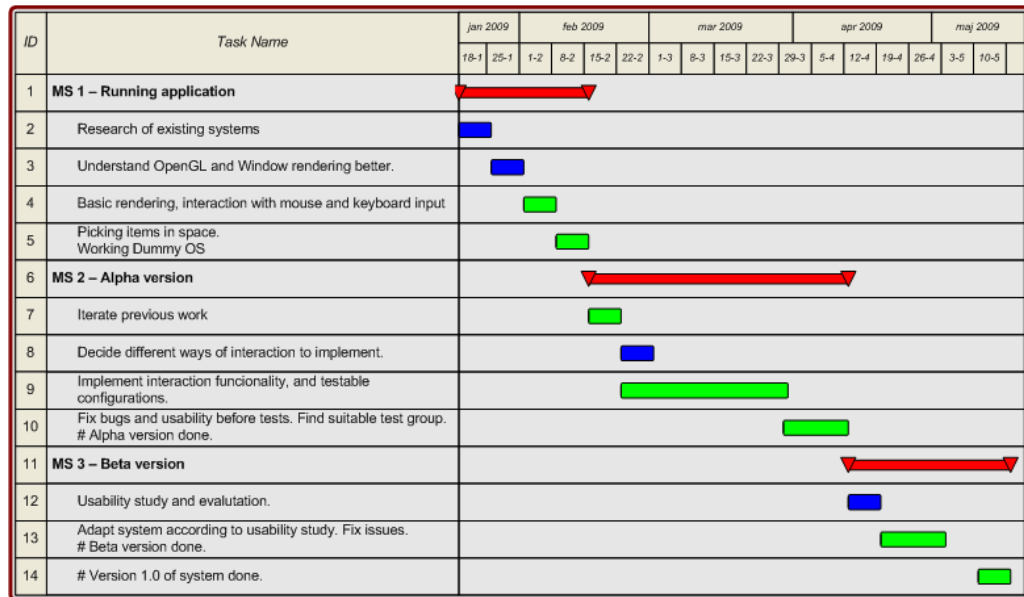 ID
Task Name
jan 2009
feb 2009
mar 2009
apr 2009
maj 2009
18-1 25-1 1-2 8-2 15-2 22-2 1-3 8-3 15-3 22-3 29-3 5-4 12-4 19-4 26-4 3-5 10-5
1 MS 1 – Running application
2 Research of existing systems
3 Understand OpenGL and Window rendering better.
4 Basic rendering, interaction with mouse and keyboard input
5 Picking items in space.
Working Dummy OS
6 MS 2 – Alpha version
7 Iterate previous work
8 Decide different ways of interaction to implement.
9 Implement interaction funcionality, and testable
configurations.
10 Fix bugs and usability before tests. Find suitable test group.
# Alpha version done.
11 MS 3 – Beta version
12 Usability study and evalutation.
13 Adapt system according to usability study. Fix issues.
# Beta version done.
14 # Version 1.0 of system done.